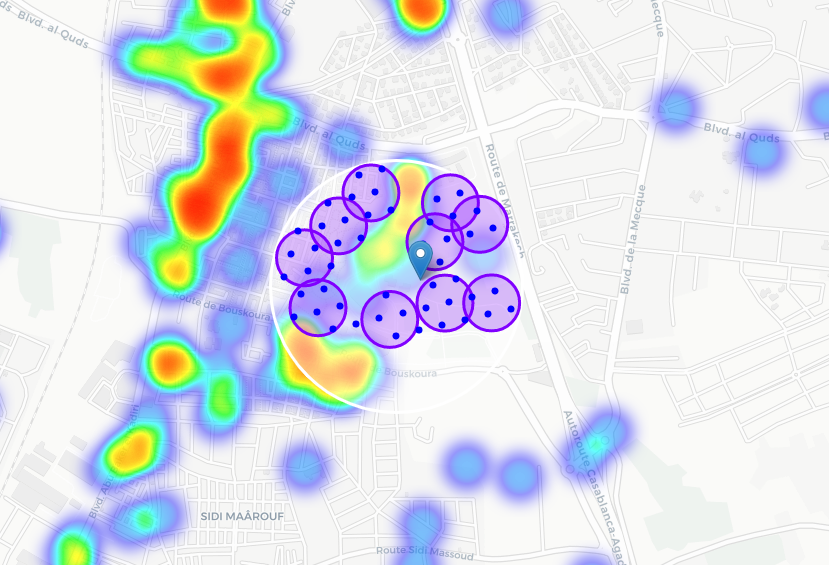 Blvd. al Quds
Blvd. al Quds
Blvd. al Quds
Mecque
Route de Marrakech
Blvd. de la Mecque
Route de Bouskoura
Bouskoura
Autoroute Casablanca-Agad
SIDI MAÂROUF
Route Sidi Massoud